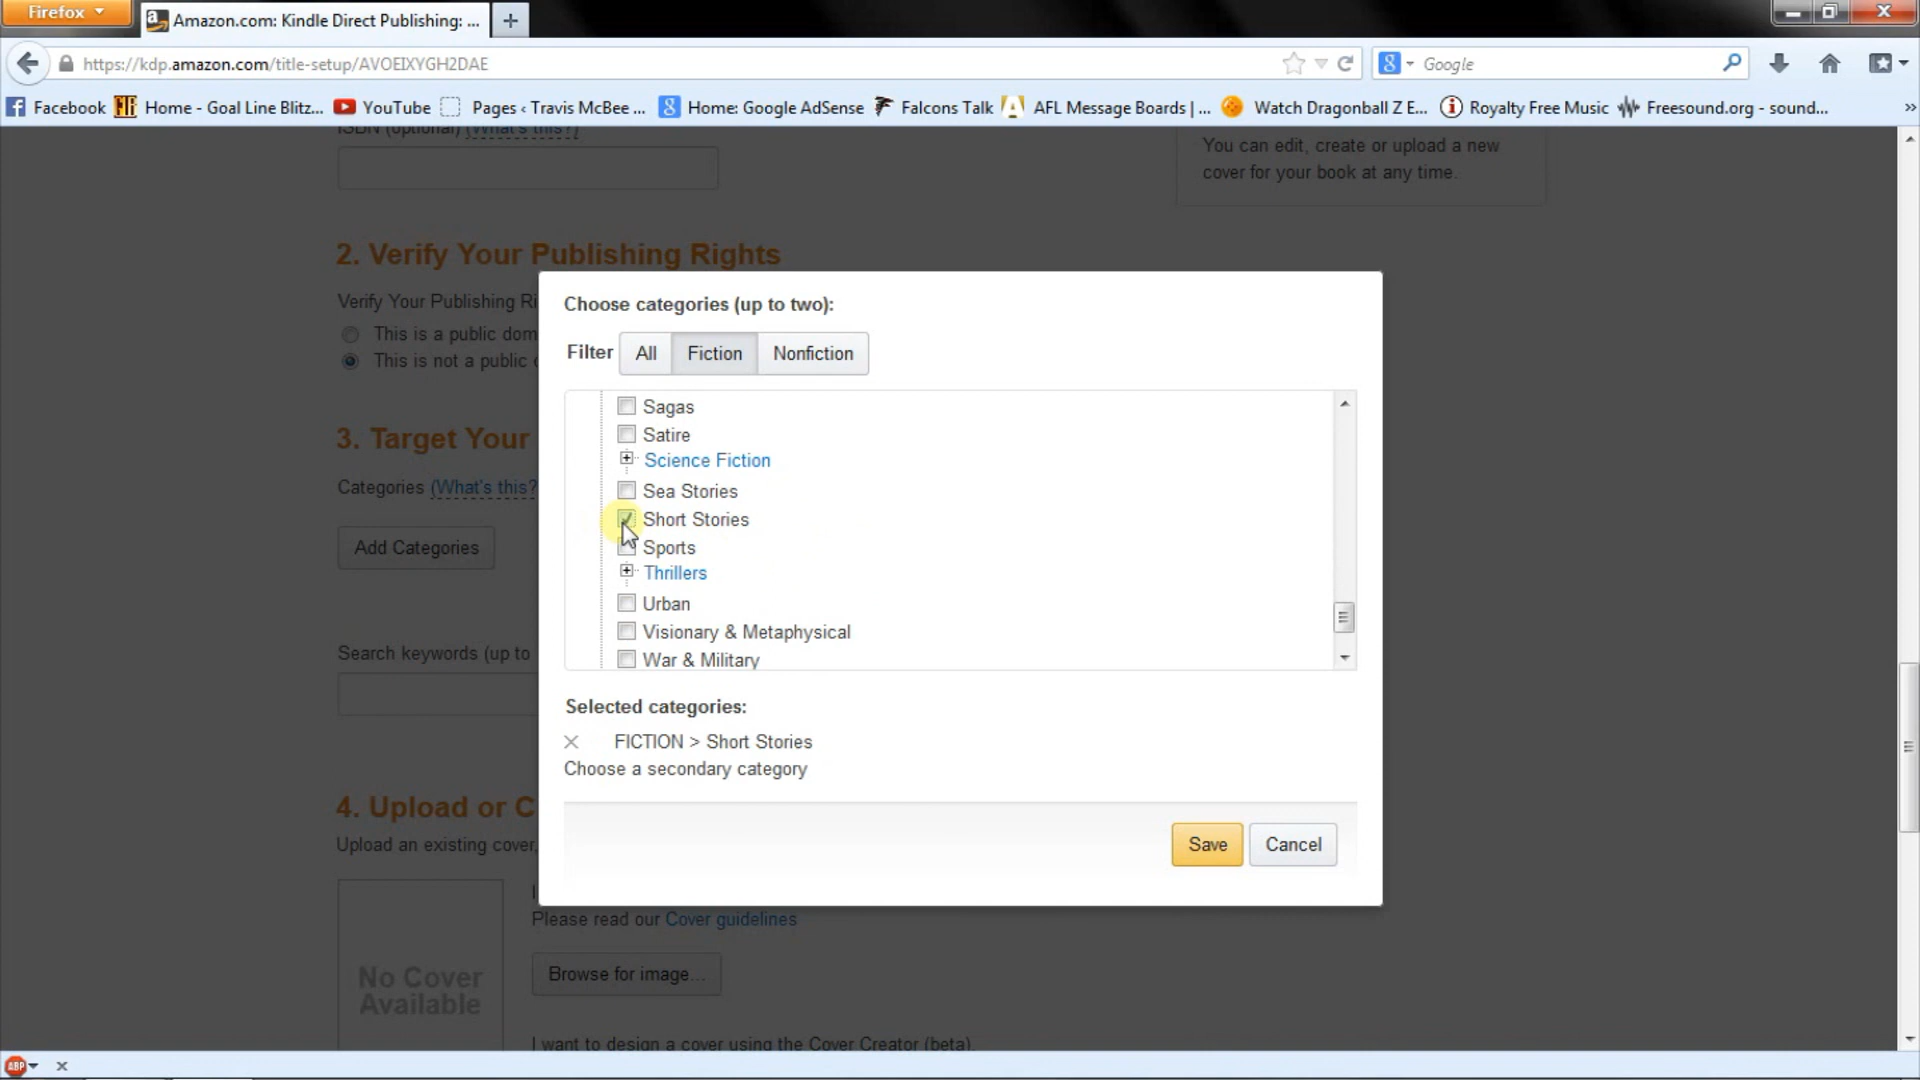 Firefox
Amazon.com: Kindle Direct Publishing: ...
https://kdp.amazon.com/title-setup/AVOEIXYGH2DAE
Google
Facebook
Home - Goal Line Blitz...
YouTube
Pages ‹ Travis McBee ...
Home: Google AdSense
Falcons Talk
AFL Message Boards | ...
Watch Dragonball Z E...
Royalty Free Music
Freesound.org - sound...
»
ISBN (optional) (What's this?)
You can edit, create or upload a new
cover for your book at any time.
2. Verify Your Publishing Rights
Verify Your Publishing Ri
This is a public dom
This is not a public
3. Target Your
Categories (What's this?
Add Categories
Search keywords (up to
4. Upload or C
Upload an existing cover,
No Cover
Available
Please read our Cover guidelines
Browse for image...
I want to design a cover using the Cover Creator (beta).
Choose categories (up to two):
Filter
All
Fiction
Nonfiction
Sagas
Satire
Science Fiction
Sea Stories
Short Stories
Sports
Thrillers
Urban
Visionary & Metaphysical
War & Military
Selected categories:
FICTION > Short Stories
Choose a secondary category
Save
Cancel
ABP